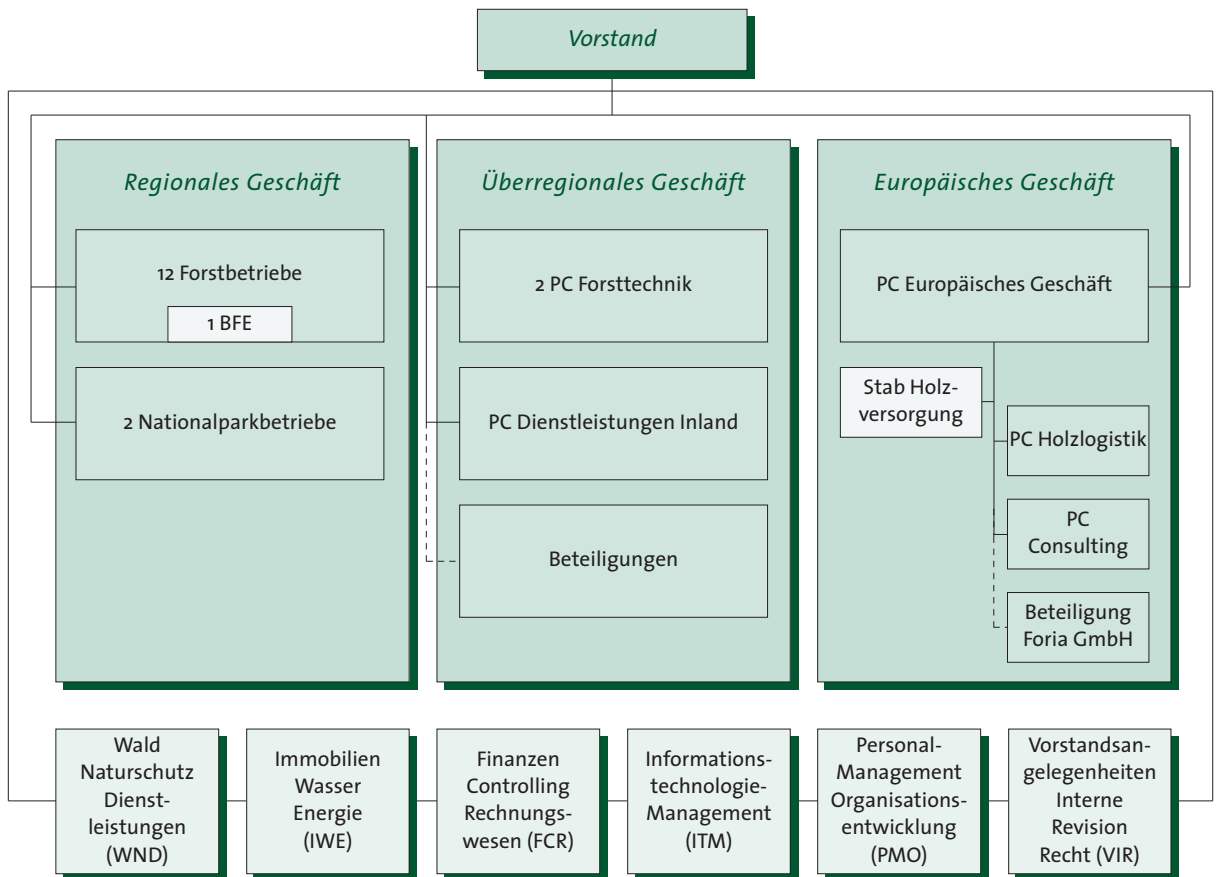 Vorstand
Regionales Geschäft
12 Forstbetriebe
1 BFE
2 Nationalparkbetriebe
Überregionales Geschäft
2 PC Forsttechnik
PC Dienstleistungen Inland
Beteiligungen
Europäisches Geschäft
PC Europäisches Geschäft
Stab Holz-
versorgung
PC Holzlogistik
PC
Consulting
Beteiligung
Foria GmbH
Wald
Naturschutz
Dienst-
leistungen
(WND)
Immobilien
Wasser
Energie
(IWE)
Finanzen
Controlling
Rechnungs-
wesen (FCR)
Informations-
technologie-
Management
(ITM)
Personal-
Management
Organisations-
entwicklung
(PMO)
Vorstandsan-
gelegenheiten
Interne
Revision
Recht (VIR)